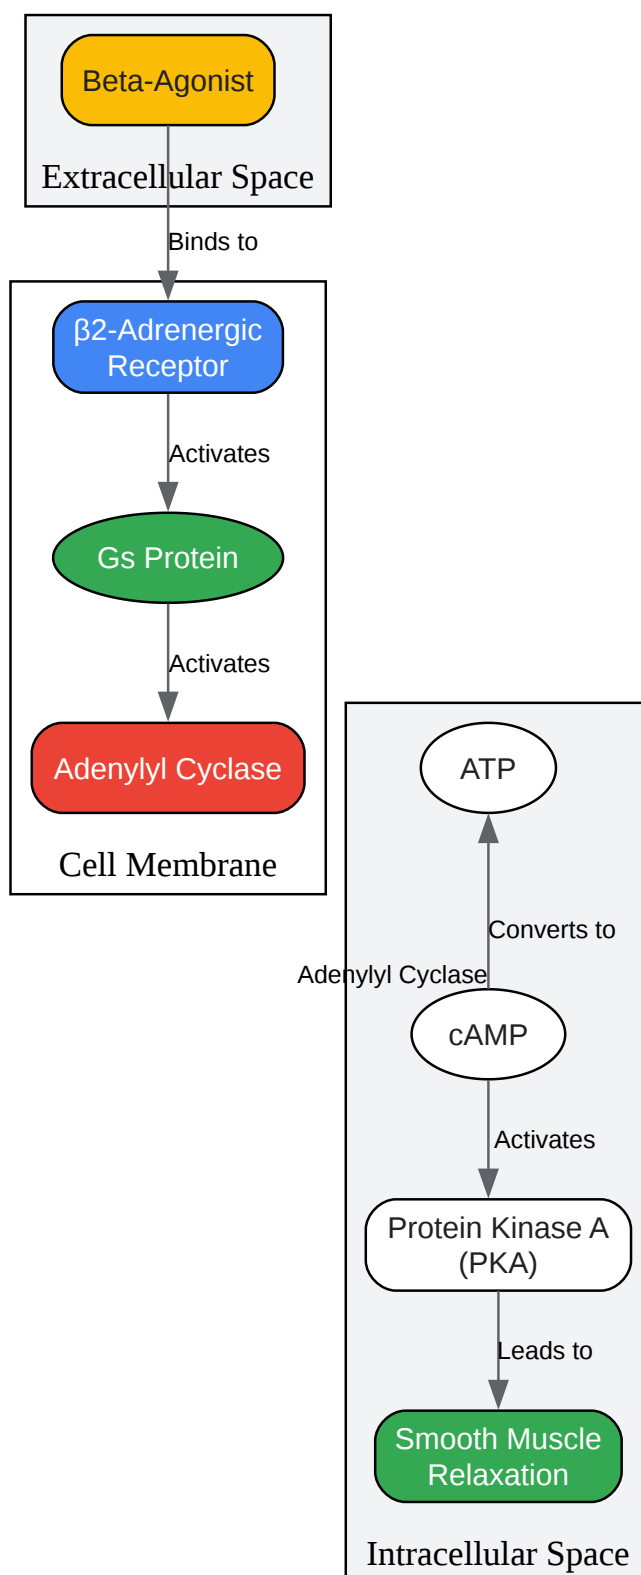 Beta-Agonist
Extracellular Space
Binds to
β2-Adrenergic
Receptor
Activates
Gs Protein
Activates
Adenylyl Cyclase
Cell Membrane
ATP
Converts to
Adenylyl Cyclase
cAMP
Activates
Protein Kinase A
(PKA)
Leads to
Smooth Muscle
Relaxation
Intracellular Space